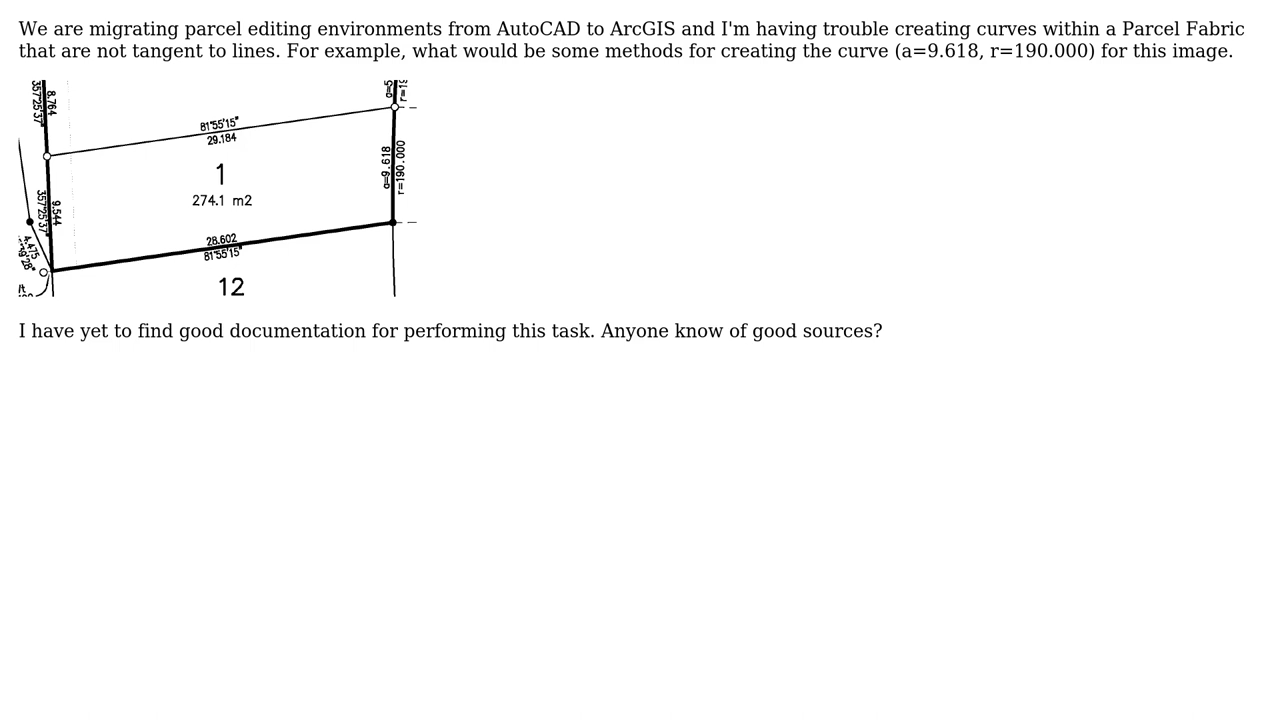 We are migrating parcel editing environments from AutoCAD to ArcGIS and I'm having trouble creating curves within a Parcel Fabric
that are not tangent to lines. For example, what would be some methods for creating the curve (a=9.618, r=190.000) for this image.
8.764
357°25'37"
81°55'15"
29.184
1
274.1 m2
a=9.618
r=190.000
9.544
357°25'37"
4.475
28.602
81°55'15"
12
I have yet to find good documentation for performing this task. Anyone know of good sources?